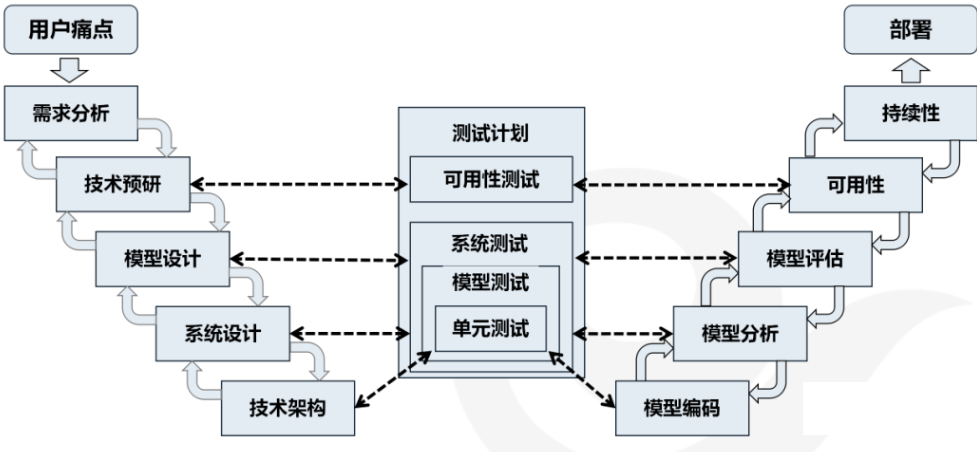 用户痛点
需求分析
技术预研
模型设计
系统设计
技术架构
测试计划
可用性测试
系统测试
模型测试
单元测试
部署
持续性
可用性
模型评估
模型分析
模型编码